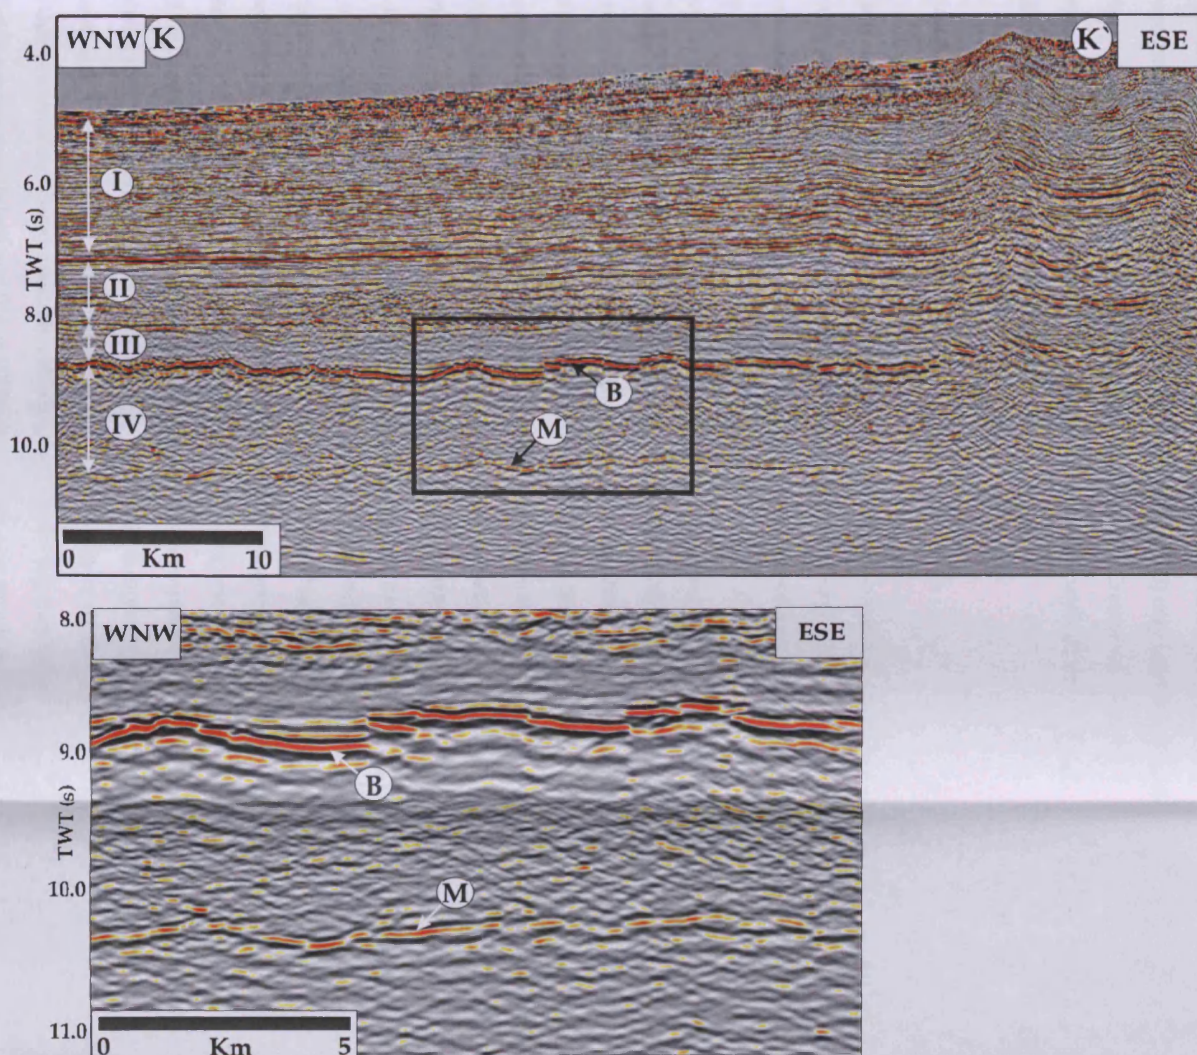 WNW K K` ESE
4.0
I
6.0
TWT (s)
II
8.0
III
B
IV
M
10.0
0 Km 10
8.0
WNW ESE
9.0
B
TWT (s)
10.0
M
11.0
0 Km 5